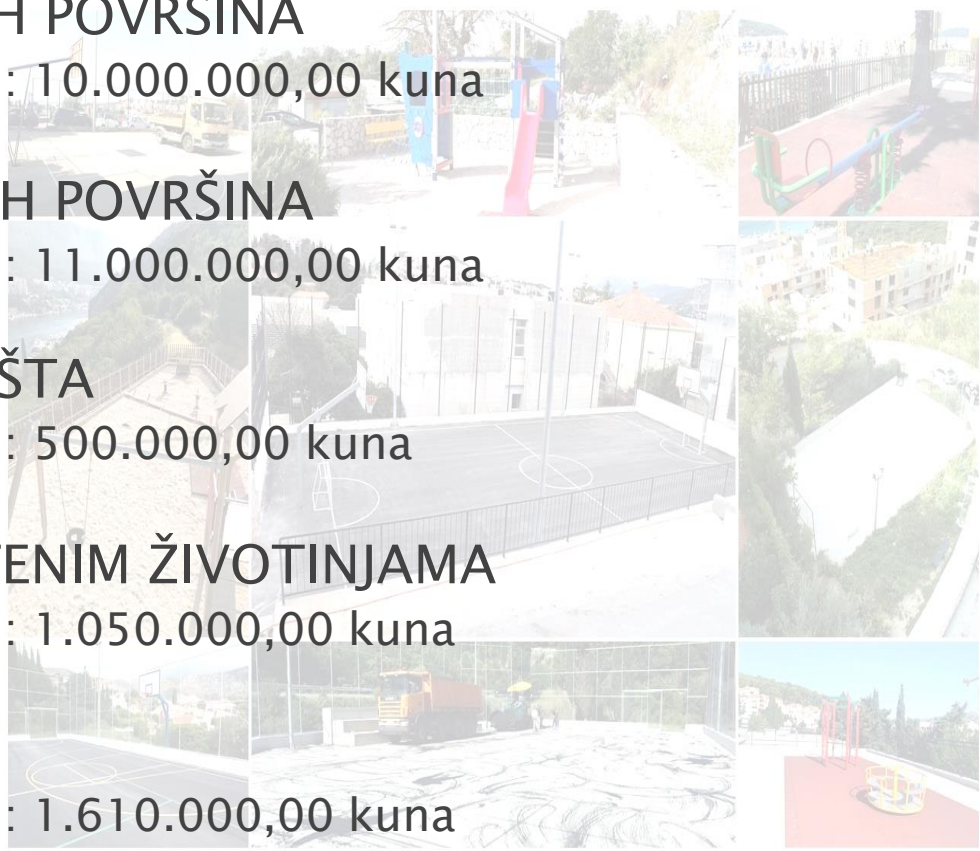 H POVRŠINA
: 10.000.000,00 kuna
H POVRŠINA
: 11.000.000,00 kuna
ŠTA
: 500.000,00 kuna
TENIM ŽIVOTINJAMA
: 1.050.000,00 kuna
: 1.610.000,00 kuna